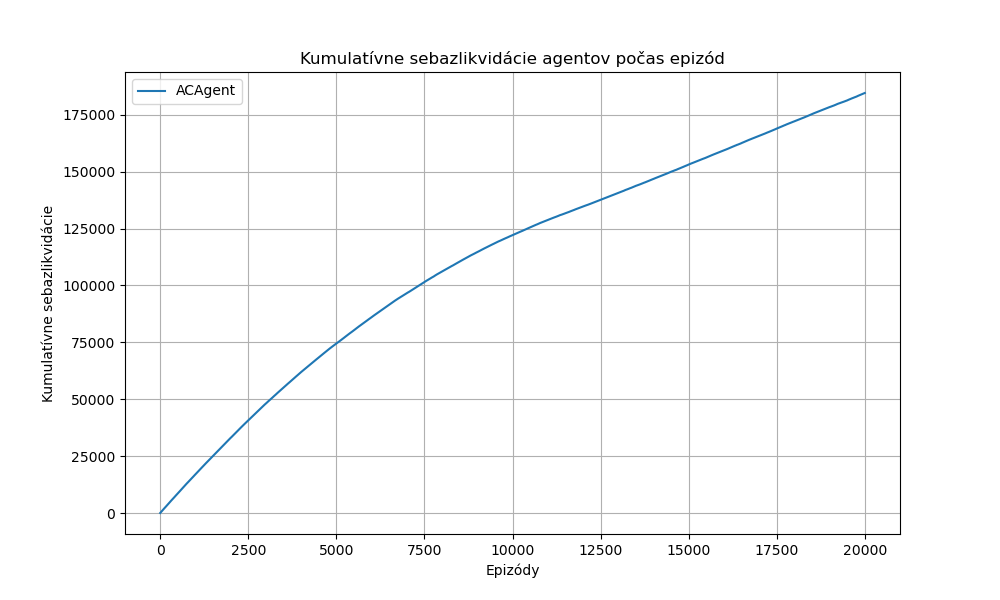 Kumulatívne sebazlikvidácie agentov počas epizód
ACAgent
Kumulatívne sebazlikvidácie
175000
150000
125000
100000
75000
50000
25000
0
0 2500 5000 7500 10000 12500 15000 17500 20000
Epizódy